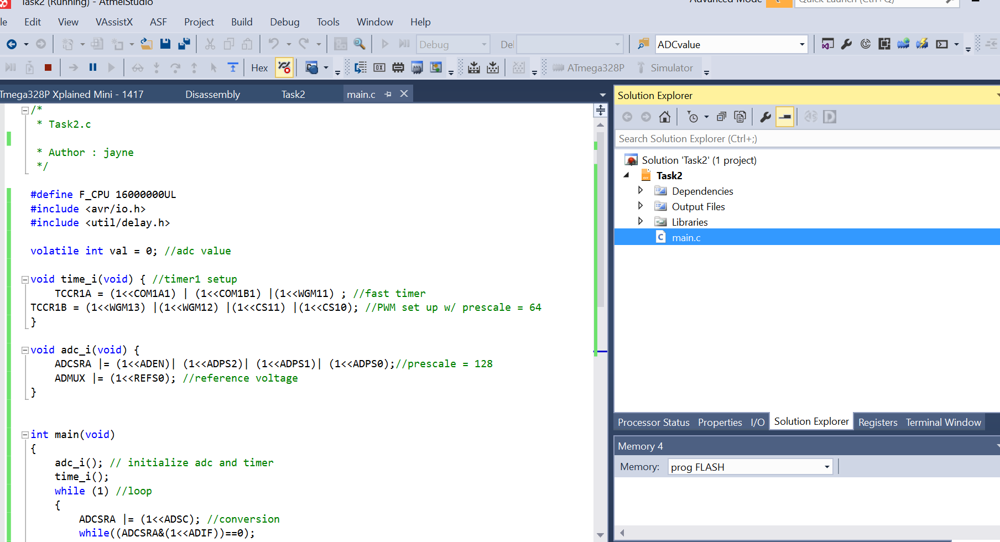 Task2 (Running) - AtmelStudio
Advanced Mode
Quick Launch (Ctrl+Q)
le Edit View VAssistX ASF Project Build Debug Tools Window Help
Debug
De
ADCvalue
Hex
ATmega328P
Simulator
Tmega328P Xplained Mini - 1417
Disassembly
Task2
main.c
/*
* Task2.c
* Author : jayne
*/
#define F_CPU 16000000UL
#include <avr/io.h>
#include <util/delay.h>
volatile int val = 0; //adc value
void time_i(void) { //timer1 setup
TCCR1A = (1<<COM1A1) | (1<<COM1B1) |(1<<WGM11) ; //fast timer
TCCR1B = (1<<WGM13) |(1<<WGM12) |(1<<CS11) |(1<<CS10); //PWM set up w/ prescale = 64
}
void adc_i(void) {
ADCSRA |= (1<<ADEN)| (1<<ADPS2)| (1<<ADPS1)| (1<<ADPS0);//prescale = 128
ADMUX |= (1<<REFS0); //reference voltage
}
int main(void)
{
adc_i(); // initialize adc and timer
time_i();
while (1) //loop
{
ADCSRA |= (1<<ADSC); //conversion
while((ADCSRA&(1<<ADIF))==0);
Solution Explorer
Search Solution Explorer (Ctrl+;)
Solution 'Task2' (1 project)
Task2
Dependencies
Output Files
Libraries
main.c
Processor Status Properties I/O Solution Explorer Registers Terminal Window
Memory 4
Memory: prog FLASH